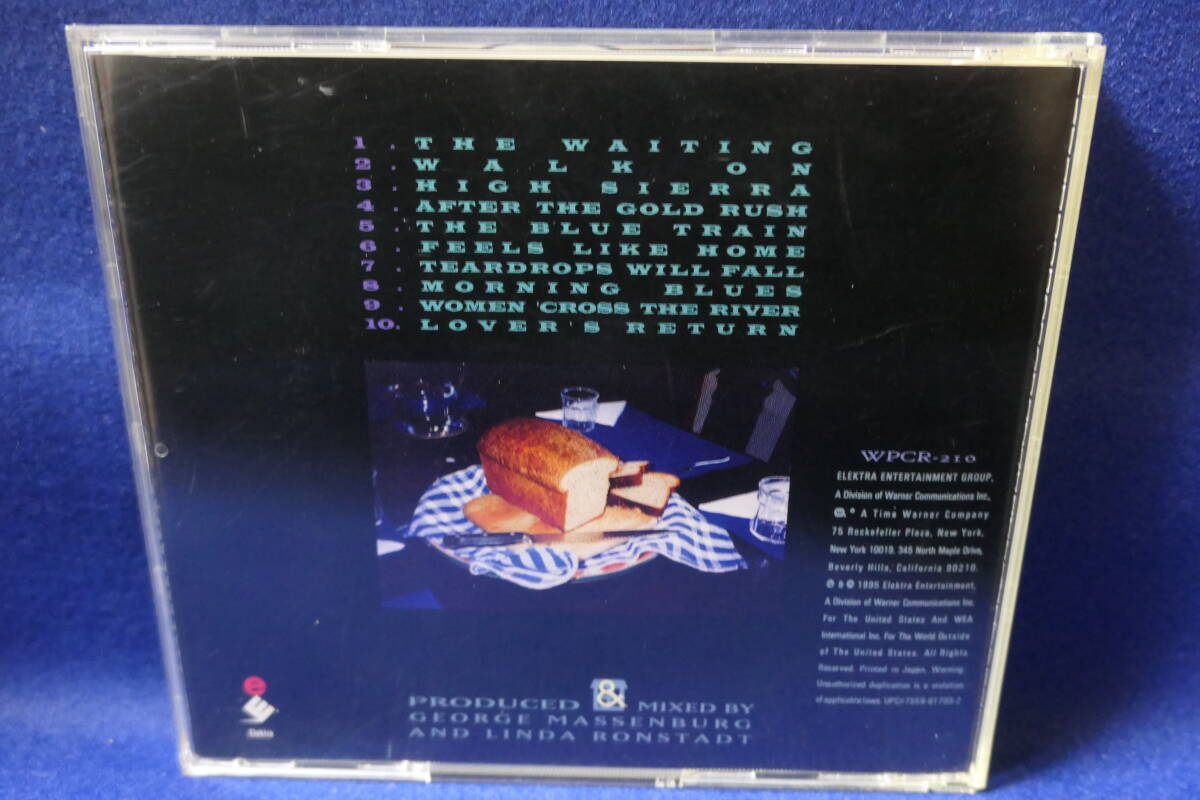 1. THE WAITING
2. WALK ON
3. HIGH SIERRA
4. AFTER THE GOLD RUSH
5. THE BLUE TRAIN
6. FEELS LIKE HOME
7. TEARDROPS WILL FALL
8. MORNING BLUES
9. WOMEN 'CROSS THE RIVER
10. LOVER'S RETURN
WPCR-210
ELEKTRA ENTERTAINMENT GROUP,
A Division of Warner Communications Inc.,
A Time Warner Company
75 Rockefeller Plaza, New York,
New York 10019. 345 North Maple Drive,
Beverly Hills, California 90210.
℗ & © 1995 Elektra Entertainment,
A Division of Warner Communications Inc.
For The United States And WEA
International Inc. For The World Outside
of The United States. All Rights
Reserved. Printed in Japan. Warning:
Unauthorized duplication is a violation
of applicable laws.
PRODUCED & MIXED BY
GEORGE MASSENBURG
AND LINDA RONSTADT
e
Elektra